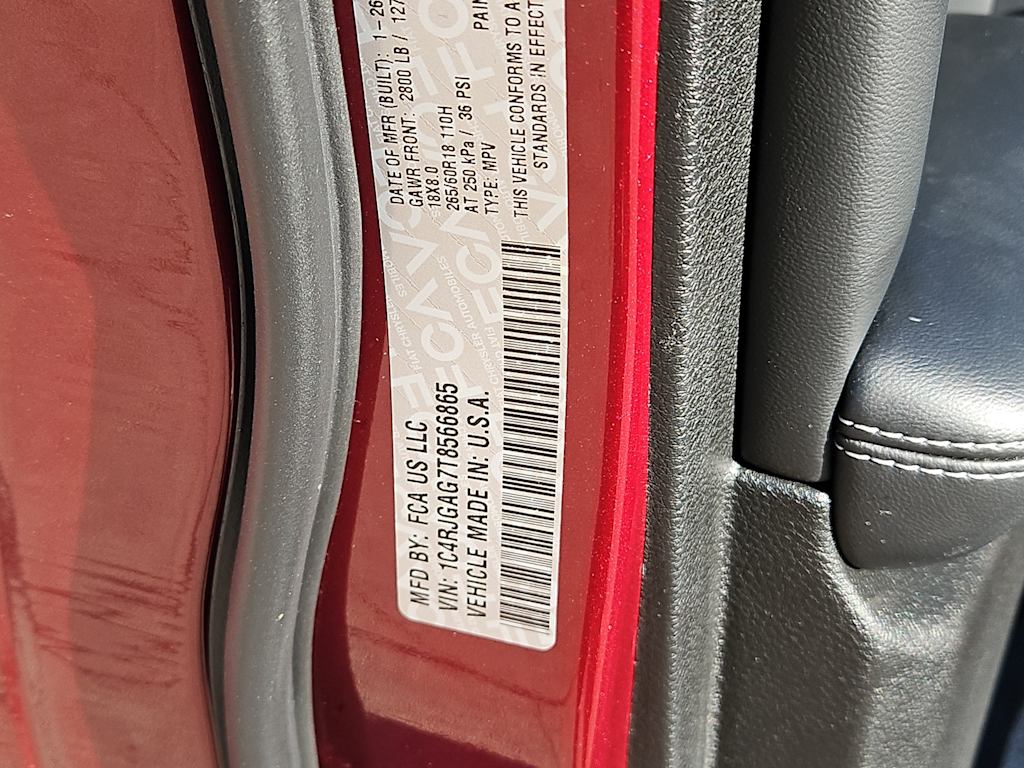 MFD BY: FCA US LLC
DATE OF MFR (BUILT): 1-26
GAWR FRONT: 2800 LB / 127
18X8.0
265/60R18 110H
AT 250 kPa / 36 PSI
PAIN
VIN: 1C4RJGAG7T8566865
TYPE: MPV
VEHICLE MADE IN: U.S.A.
THIS VEHICLE CONFORMS TO A
STANDARDS IN EFFECT